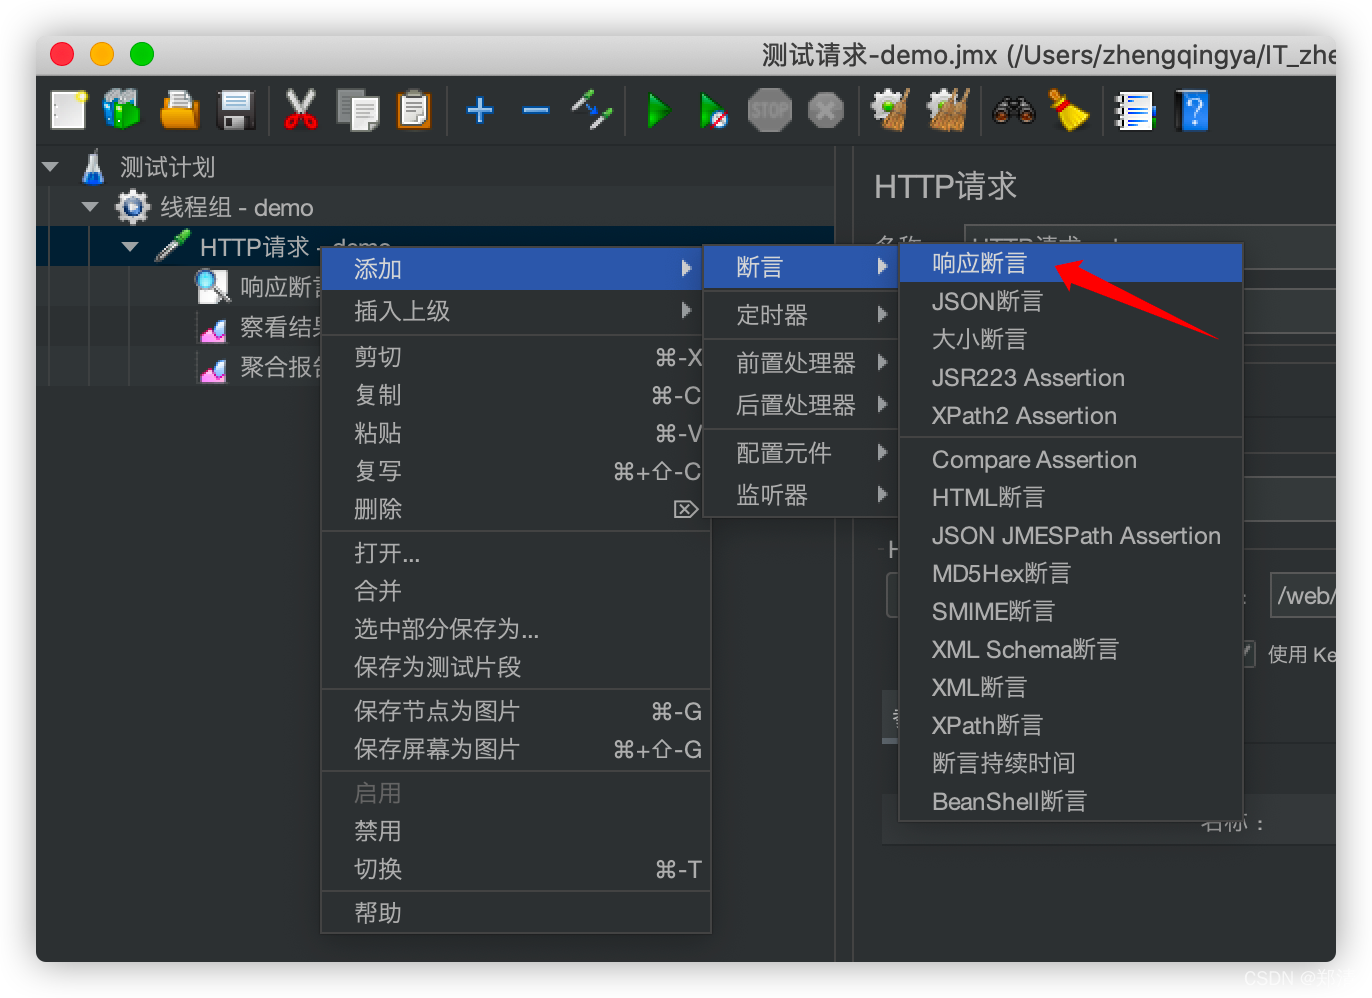 测试请求-demo.jmx (/Users/zhengqingya/IT_zhe
STOP
测试计划
线程组 - demo
HTTP请求 - demo
响应断言
察看结果
聚合报告
HTTP请求
名称
HTTP请求
添加
插入上级
剪切 ⌘-X
复制 ⌘-C
粘贴 ⌘-V
复写 ⌘+⇧-C
删除 ⌦
打开...
合并
选中部分保存为...
保存为测试片段
保存节点为图片 ⌘-G
保存屏幕为图片 ⌘+⇧-G
启用
禁用
切换 ⌘-T
帮助
断言
定时器
前置处理器
后置处理器
配置元件
监听器
响应断言
JSON断言
大小断言
JSR223 Assertion
XPath2 Assertion
Compare Assertion
HTML断言
JSON JMESPath Assertion
MD5Hex断言
SMIME断言
XML Schema断言
XML断言
XPath断言
断言持续时间
BeanShell断言
H
/web/
使用 Ke
名称：
CSDN @郑